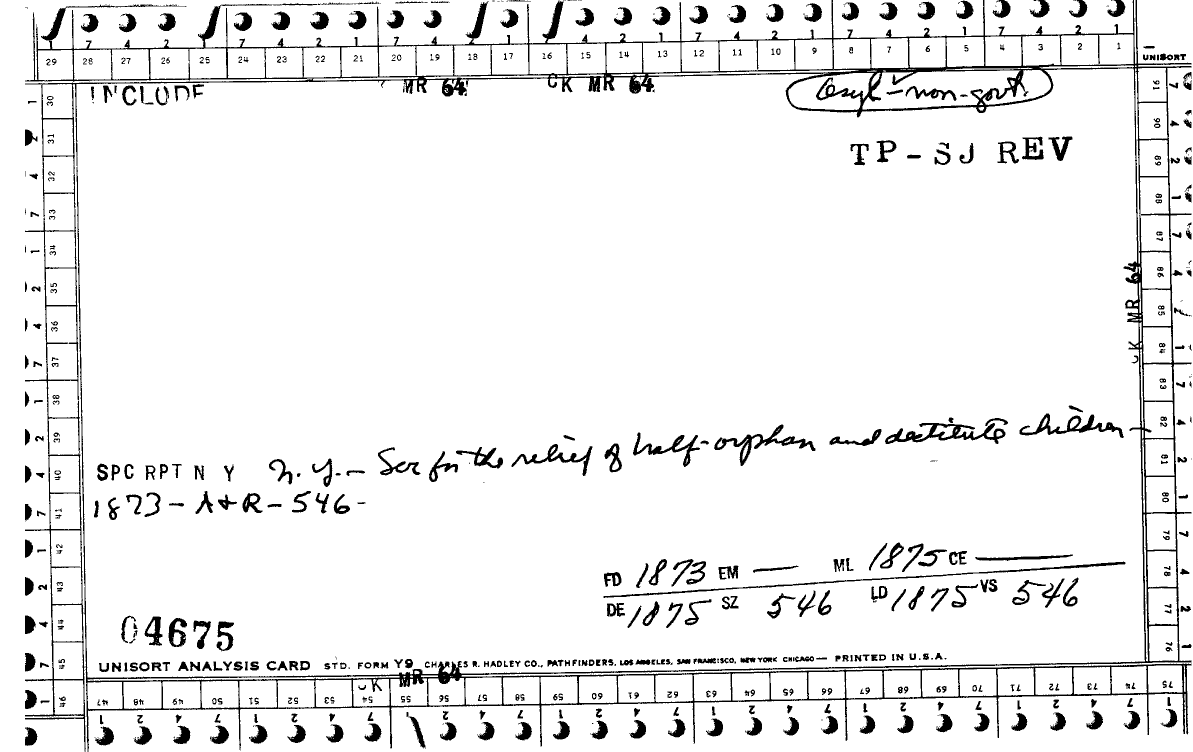 7 4 2 1 7 4 2 1 7 4 2 1 7 4 2 1 7 4 2 1 7 4 2 1
29 28 27 26 25 24 23 22 21 20 19 18 17 16 15 14 13 12 11 10 9 8 7 6 5 4 3 2 1
UNISORT
INCLUDE MR 64 CK MR 64 non-govt
TP-SJ REV
CK MR 64
SPC RPT N Y N.Y.— Soc for the relief of half-orphan and destitute children —
1873 - A & R - 546 -
FD 1873 EM — ML 1875 CE —
DE 1875 SZ 546 LD 1875 VS 546
04675
UNISORT ANALYSIS CARD STD. FORM Y9 CHARLES R. HADLEY CO., PATHFINDERS, LOS ANGELES, SAN FRANCISCO, NEW YORK CHICAGO — PRINTED IN U.S.A.
CK MR 64
30 31 32 33 34 35 36 37 38 39 40 41 42 43 44 45 46
91 90 89 88 87 86 85 84 83 82 81 80 79 78 77 76
47 48 49 50 51 52 53 54 55 56 57 58 59 60 61 62 63 64 65 66 67 68 69 70 71 72 73 74 75